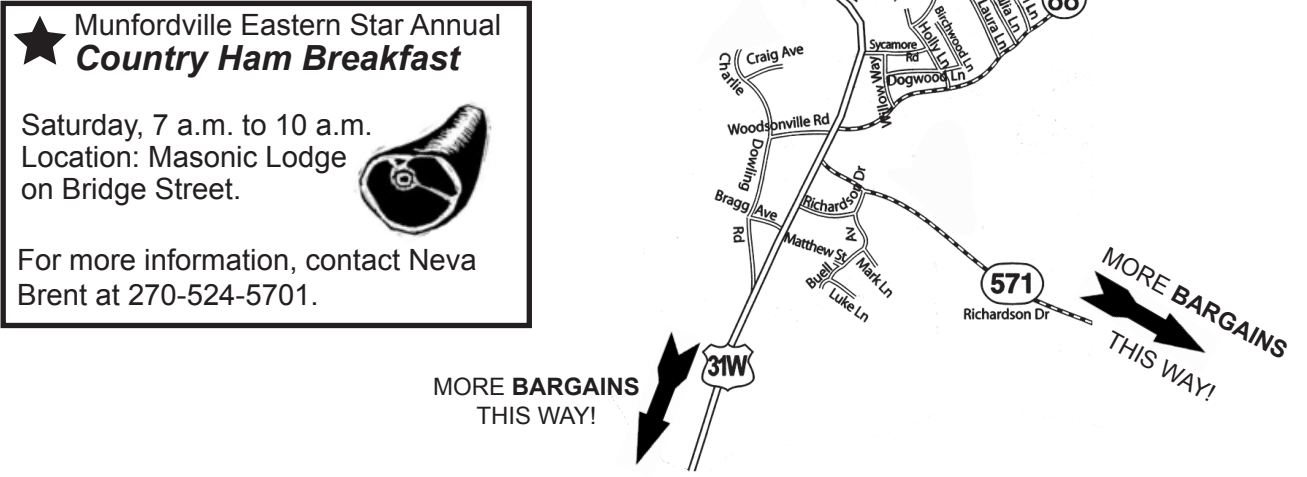 Munfordville Eastern Star Annual
Country Ham Breakfast
Saturday, 7 a.m. to 10 a.m.
Location: Masonic Lodge
on Bridge Street.
For more information, contact Neva
Brent at 270-524-5701.
Craig Ave
Charlie
Dowling
Rd
Woodsonville Rd
Bragg Ave
Sycamore
Rd
Holly Ln
Birchwood Ln
Laura Ln
Ln
Ln
Dogwood Ln
Willow Way
Richardson Dr
Av
Matthew St
Buell
Mark Ln
Luke Ln
571
Richardson Dr
31W
MORE BARGAINS
THIS WAY!
MORE BARGAINS
THIS WAY!